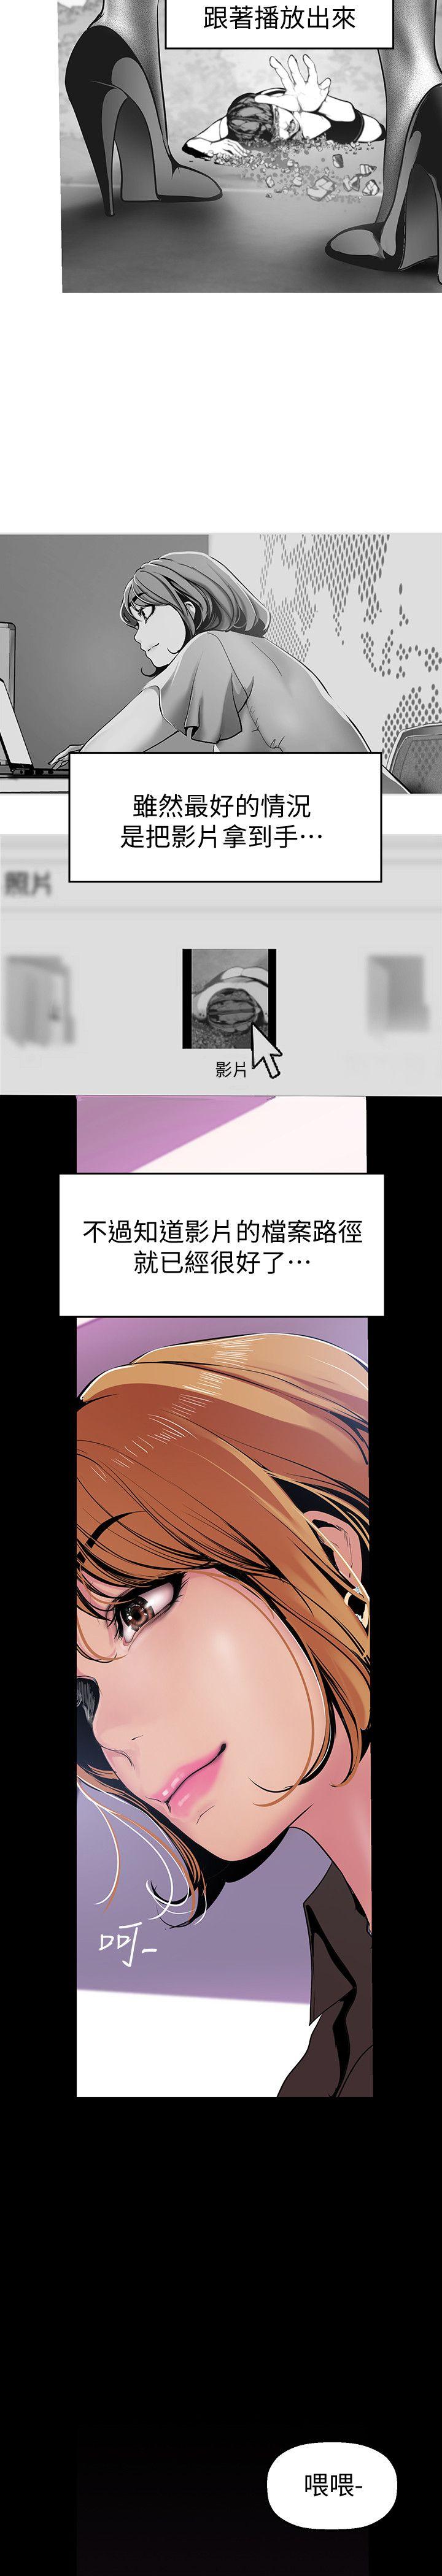 跟著播放出來
雖然最好的情況
是把影片拿到手…
照片
影片
不過知道影片的檔案路徑
就已經很好了…
呵-
喂喂-